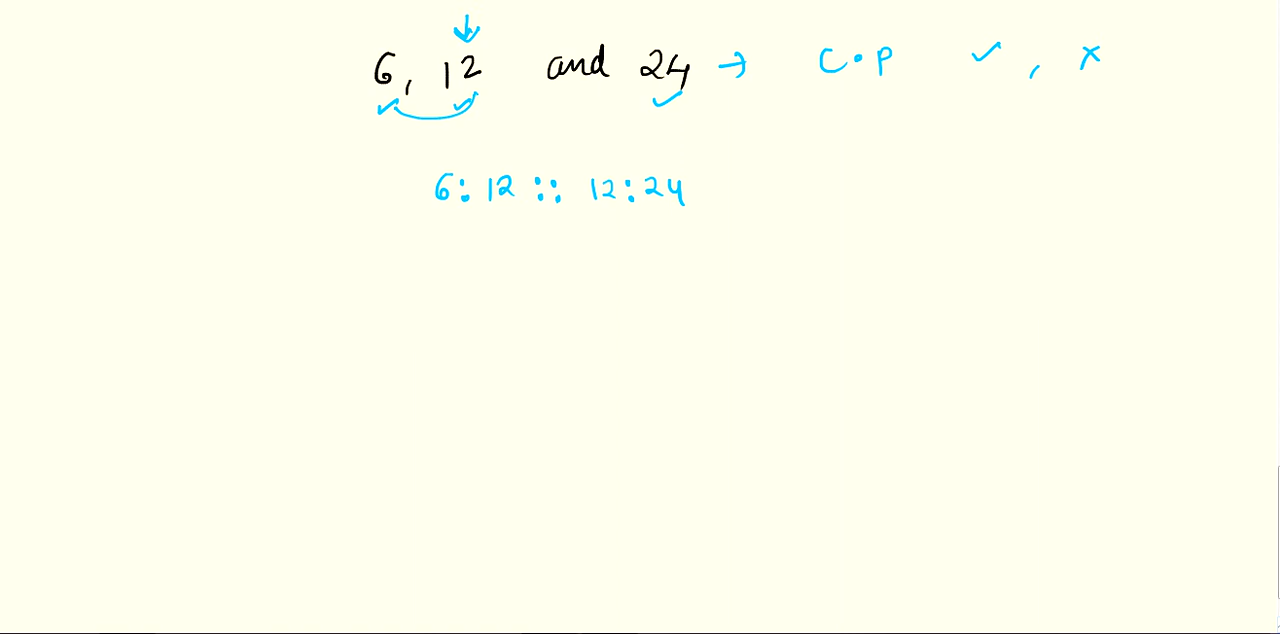 6, 12 and 24 → C.P ✓, ×
6 : 12 :: 12 : 24